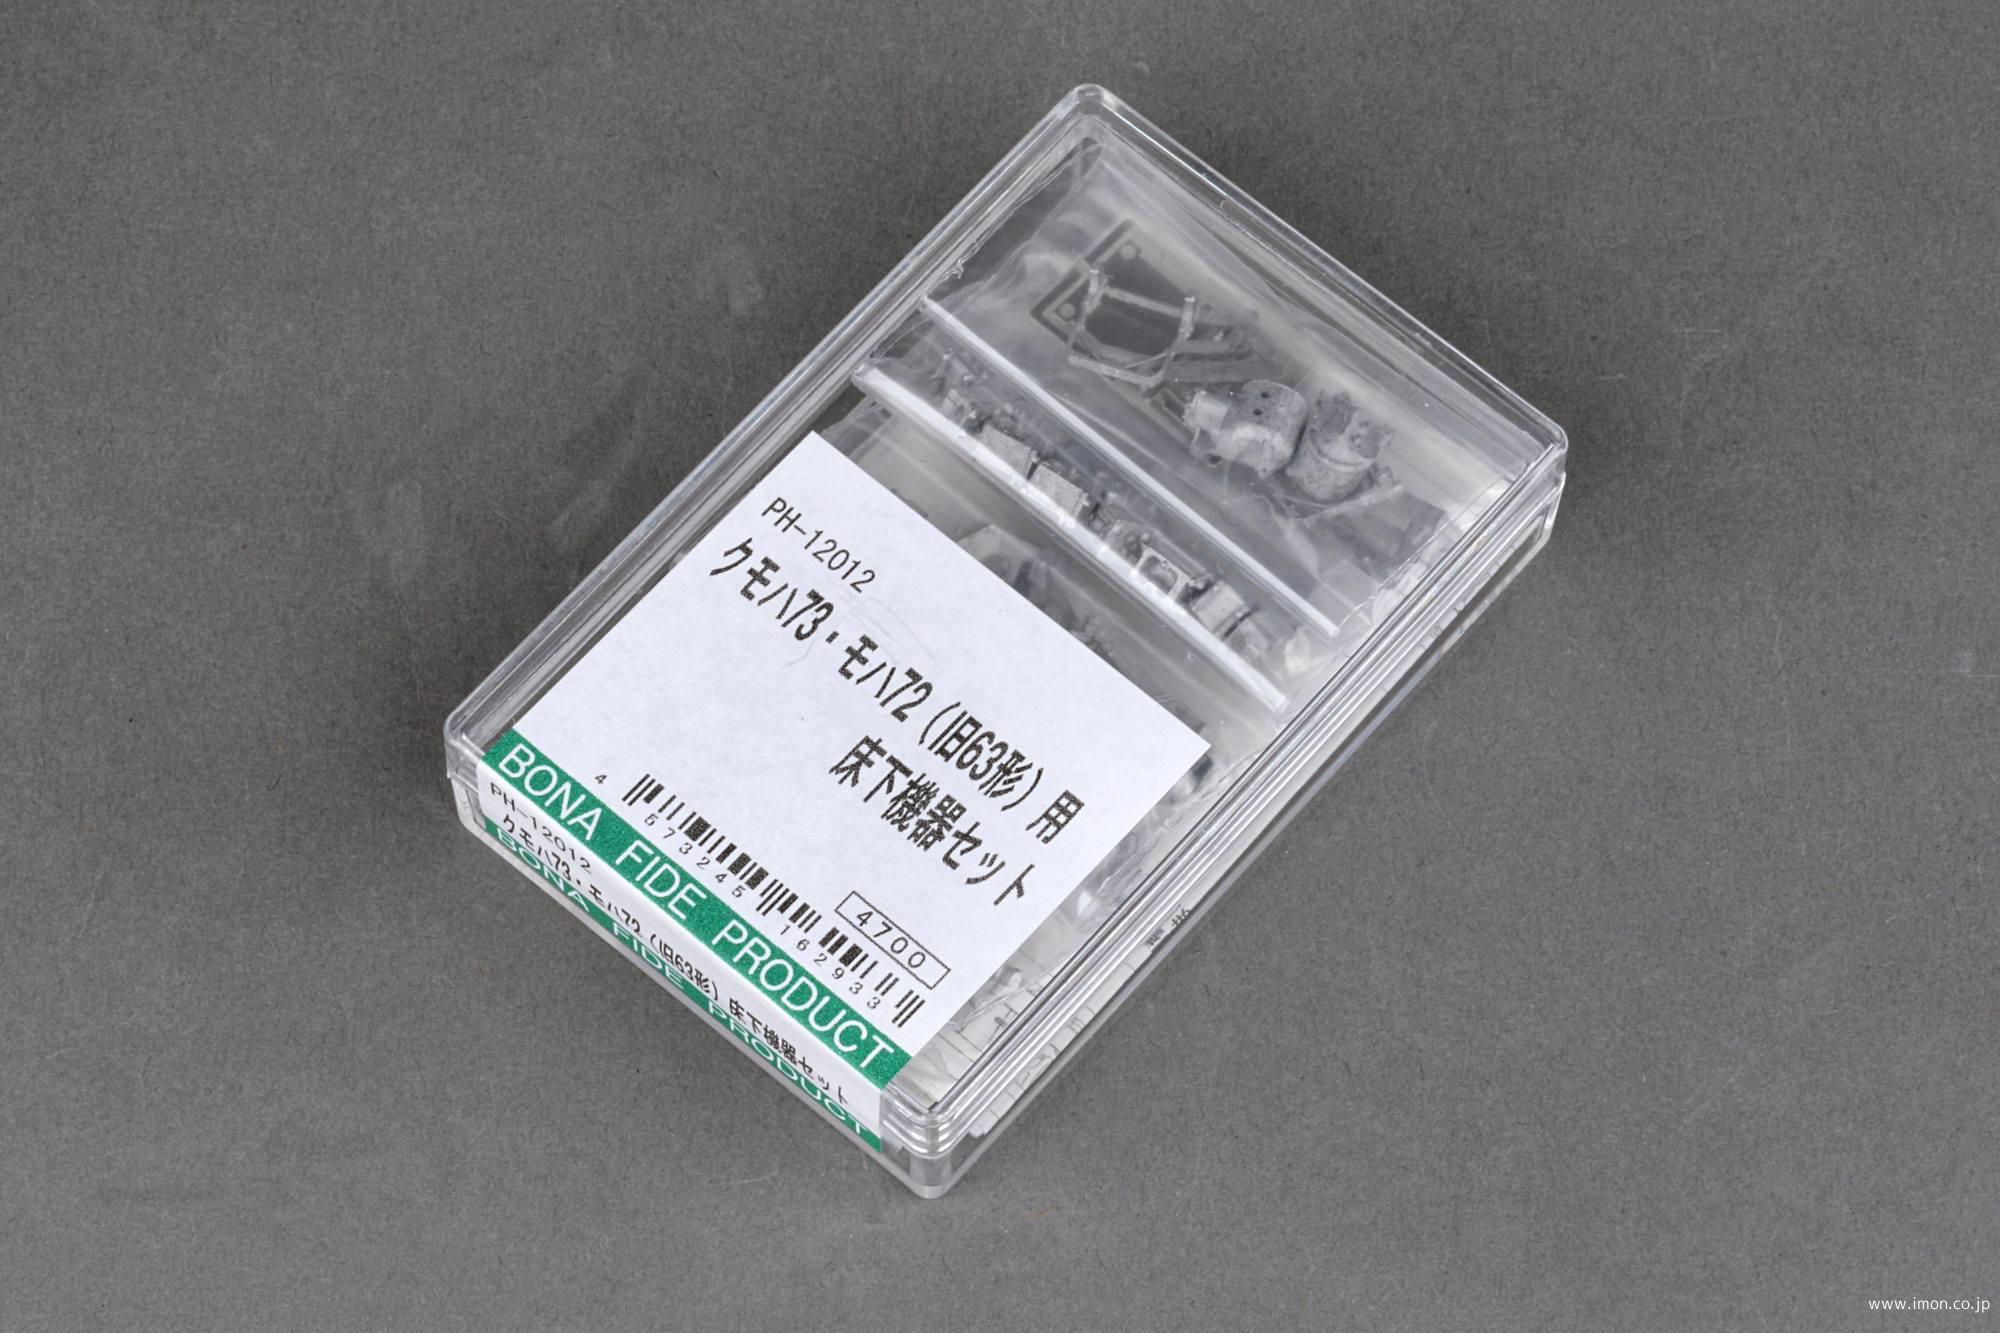 PH-12012
クモハ73・モハ72（旧63形）用
床下機器セット
4700
4 573245 162933
BONA FIDE PRODUCT
PH-12012
クモハ73・モハ72（旧63形）床下機器セット
BONA FIDE PRODUCT
www.imon.co.jp